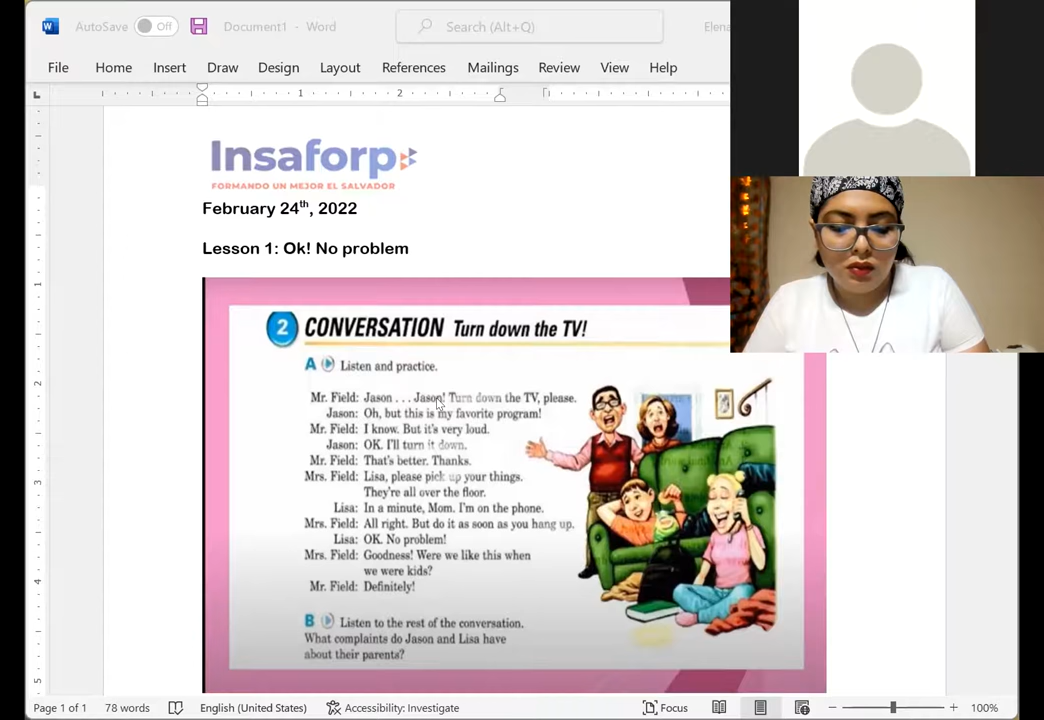 AutoSave Off Document1 - Word Search (Alt+Q) Elena
File Home Insert Draw Design Layout References Mailings Review View Help
1 2
Insaforp
FORMANDO UN MEJOR EL SALVADOR
February 24th, 2022
Lesson 1: Ok! No problem
2 CONVERSATION Turn down the TV!
A Listen and practice.
Mr. Field: Jason . . . Jason! Turn down the TV, please.
Jason: Oh, but this is my favorite program!
Mr. Field: I know. But it's very loud.
Jason: OK. I'll turn it down.
Mr. Field: That's better. Thanks.
Mrs. Field: Lisa, please pick up your things.
They're all over the floor.
Lisa: In a minute, Mom. I'm on the phone.
Mrs. Field: All right. But do it as soon as you hang up.
Lisa: OK. No problem!
Mrs. Field: Goodness! Were we like this when
we were kids?
Mr. Field: Definitely!
B Listen to the rest of the conversation.
What complaints do Jason and Lisa have
about their parents?
1
2
3
4
5
Page 1 of 1 78 words English (United States) Accessibility: Investigate Focus 100%